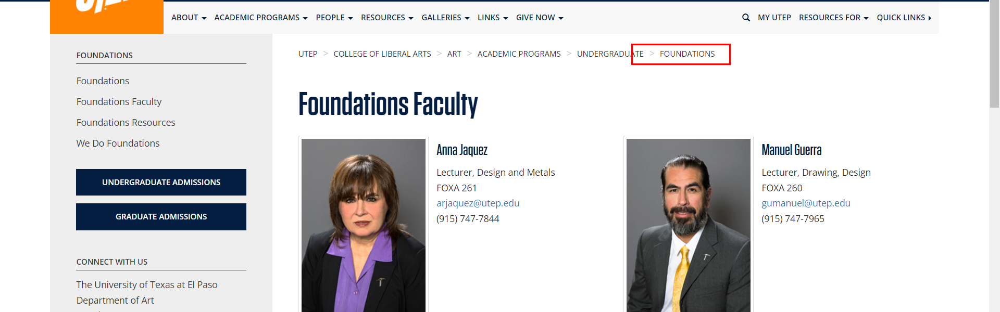 ABOUT ACADEMIC PROGRAMS PEOPLE RESOURCES GALLERIES LINKS GIVE NOW MY UTEP RESOURCES FOR QUICK LINKS
FOUNDATIONS
Foundations
Foundations Faculty
Foundations Resources
We Do Foundations
UNDERGRADUATE ADMISSIONS
GRADUATE ADMISSIONS
CONNECT WITH US
The University of Texas at El Paso
Department of Art
UTEP > COLLEGE OF LIBERAL ARTS > ART > ACADEMIC PROGRAMS > UNDERGRADUATE > FOUNDATIONS
Foundations Faculty
Anna Jaquez
Lecturer, Design and Metals
FOXA 261
arjaquez@utep.edu
(915) 747-7844
Manuel Guerra
Lecturer, Drawing, Design
FOXA 260
gumanuel@utep.edu
(915) 747-7965